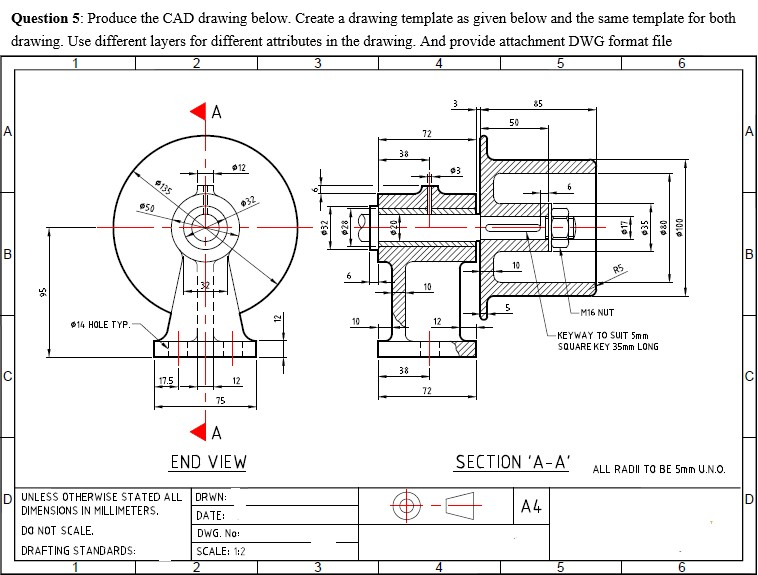 Question 5: Produce the CAD drawing below. Create a drawing template as given below and the same template for both
drawing. Use different layers for different attributes in the drawing. And provide attachment DWG format file
1 2 3 4 5 6
A A
B B
C C
D D
A
ø12
ø135
ø50
ø32
32
95
ø14 HOLE TYP.
12
17.5
12
75
A
END VIEW
3
85
50
72
38
ø3
6
6
ø32
ø28
ø20
ø17
ø35
ø80
ø100
6
10
10
R5
10
12
5
M16 NUT
KEYWAY TO SUIT 5mm
SQUARE KEY 35mm LONG
38
72
SECTION 'A-A'
ALL RADII TO BE 5mm U.N.O.
UNLESS OTHERWISE STATED ALL
DIMENSIONS IN MILLIMETERS.
DO NOT SCALE.
DRAFTING STANDARDS:
DRWN:
DATE:
DWG. No:
SCALE: 1:2
A4
1 2 3 4 5 6